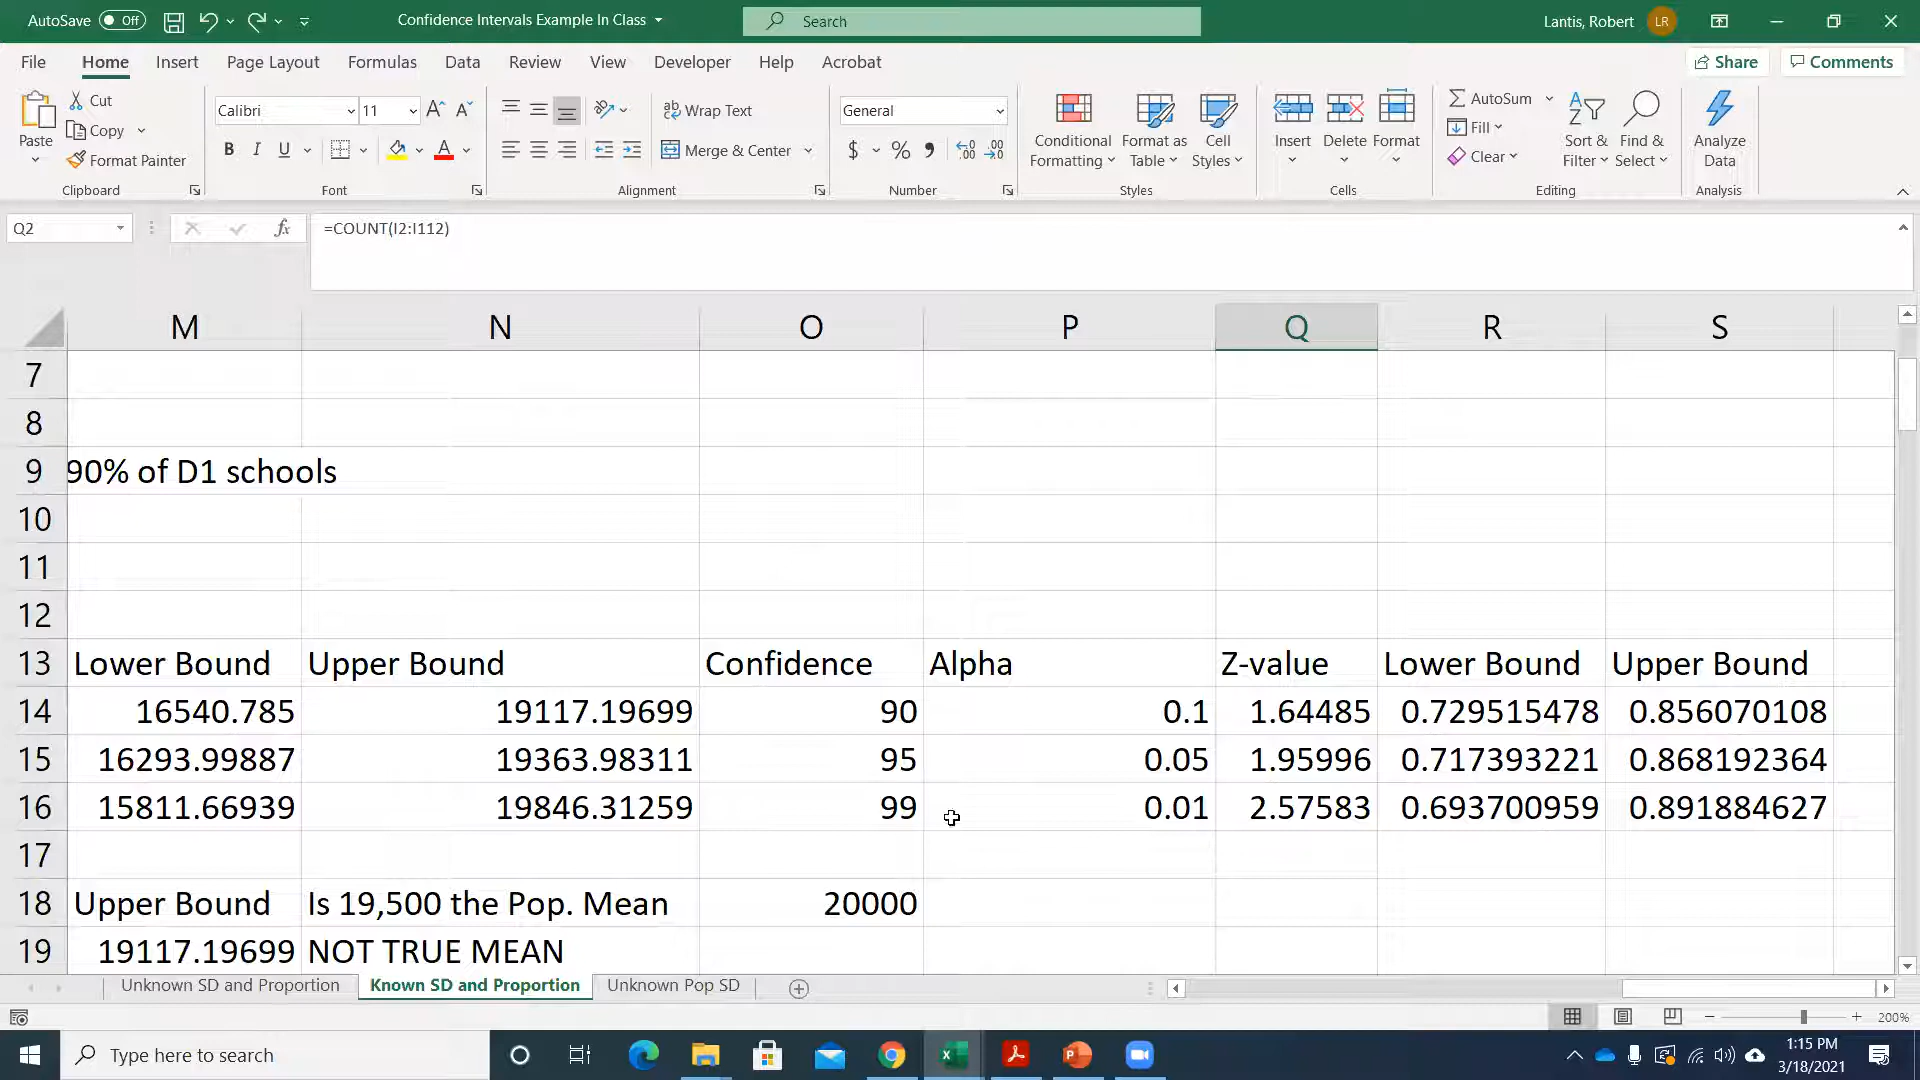 AutoSave Off
Confidence Intervals Example In Class
Search
Lantis, Robert LR
File Home Insert Page Layout Formulas Data Review View Developer Help Acrobat
Share Comments
Paste
Cut
Copy
Format Painter
Clipboard
Calibri 11
B I U A
Font
ab Wrap Text
Merge & Center
Alignment
General
$ % 9
Number
Conditional Formatting
Format as Table
Cell Styles
Styles
Insert Delete Format
Cells
AutoSum
Fill
Clear
Sort & Filter
Find & Select
Editing
Analyze Data
Analysis
Q2 fx =COUNT(I2:I112)
M N O P Q R S
7
8
9 90% of D1 schools
10
11
12
13 Lower Bound Upper Bound Confidence Alpha Z-value Lower Bound Upper Bound
14 16540.785 19117.19699 90 0.1 1.64485 0.729515478 0.856070108
15 16293.99887 19363.98311 95 0.05 1.95996 0.717393221 0.868192364
16 15811.66939 19846.31259 99 0.01 2.57583 0.693700959 0.891884627
17
18 Upper Bound Is 19,500 the Pop. Mean 20000
19 19117.19699 NOT TRUE MEAN
Unknown SD and Proportion Known SD and Proportion Unknown Pop SD
200%
Type here to search
1:15 PM
3/18/2021